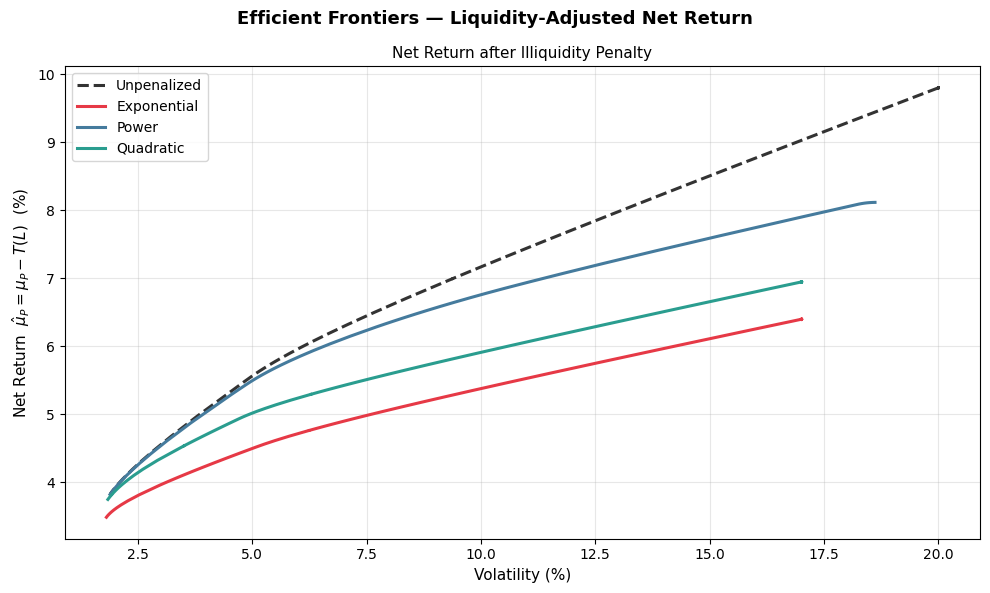 Efficient Frontiers — Liquidity-Adjusted Net Return
Net Return after Illiquidity Penalty
Unpenalized
Exponential
Power
Quadratic
10
9
8
7
6
5
4
Net Return μ̂_P = μ_P − T(L) (%)
2.5 5.0 7.5 10.0 12.5 15.0 17.5 20.0
Volatility (%)